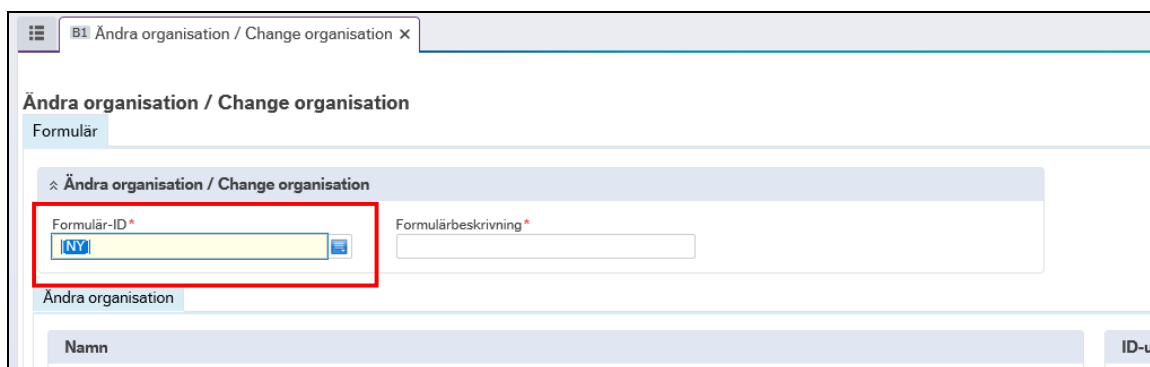 B1 Ändra organisation / Change organisation ×
Ändra organisation / Change organisation
Formulär
Ändra organisation / Change organisation
Formulär-ID* Formulärbeskrivning*
[NY]
Ändra organisation
Namn ID-u